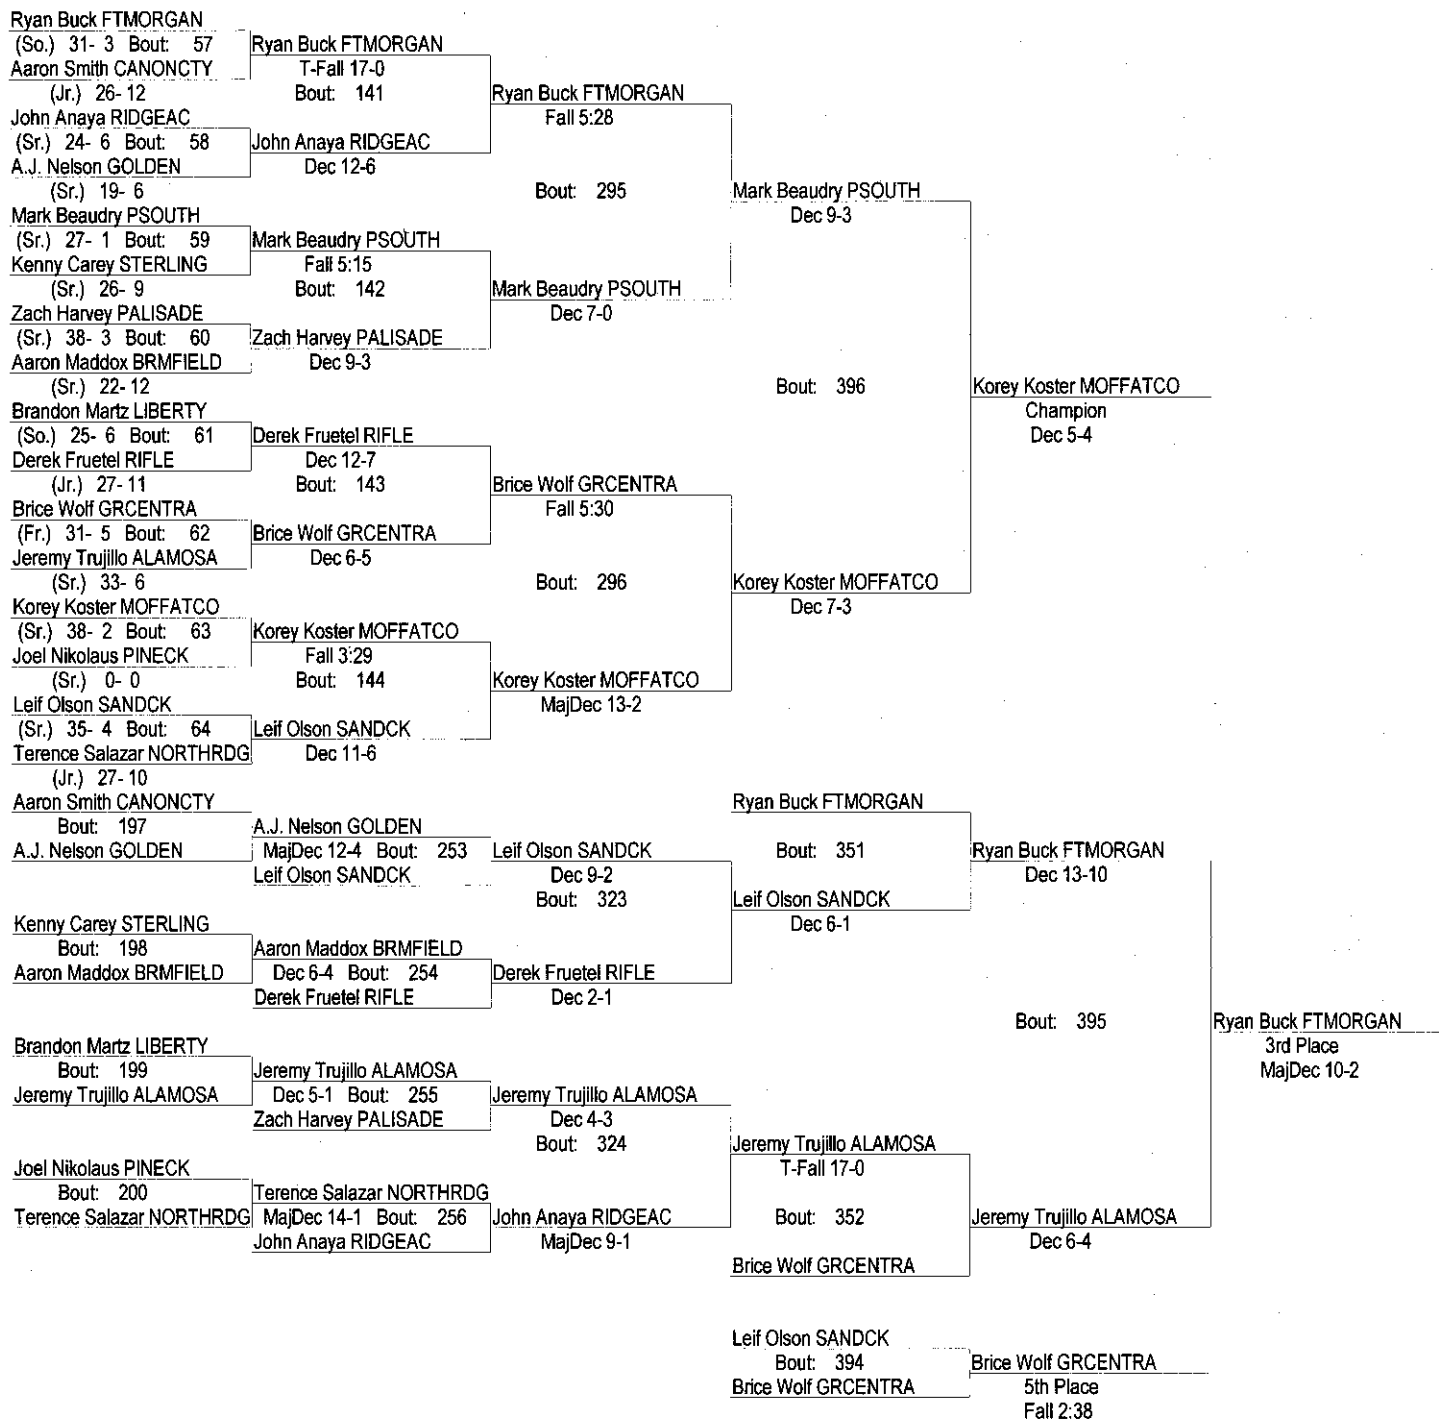 Ryan Buck FTMORGAN
(So.) 31- 3 Bout: 57 Ryan Buck FTMORGAN
Aaron Smith CANONCTY T-Fall 17-0
(Jr.) 26- 12 Bout: 141 Ryan Buck FTMORGAN
John Anaya RIDGEAC Fall 5:28
(Sr.) 24- 6 Bout: 58 John Anaya RIDGEAC
A.J. Nelson GOLDEN Dec 12-6
(Sr.) 19- 6 Bout: 295 Mark Beaudry PSOUTH
Mark Beaudry PSOUTH Dec 9-3
(Sr.) 27- 1 Bout: 59 Mark Beaudry PSOUTH
Kenny Carey STERLING Fall 5:15
(Sr.) 26- 9 Bout: 142 Mark Beaudry PSOUTH
Zach Harvey PALISADE Dec 7-0
(Sr.) 38- 3 Bout: 60 Zach Harvey PALISADE
Aaron Maddox BRMFIELD Dec 9-3
(Sr.) 22- 12 Bout: 396 Korey Koster MOFFATCO
Brandon Martz LIBERTY Champion
(So.) 25- 6 Bout: 61 Derek Fruetel RIFLE Dec 5-4
Derek Fruetel RIFLE Dec 12-7
(Jr.) 27- 11 Bout: 143 Brice Wolf GRCENTRA
Brice Wolf GRCENTRA Fall 5:30
(Fr.) 31- 5 Bout: 62 Brice Wolf GRCENTRA
Jeremy Trujillo ALAMOSA Dec 6-5
(Sr.) 33- 6 Bout: 296 Korey Koster MOFFATCO
Korey Koster MOFFATCO Dec 7-3
(Sr.) 38- 2 Bout: 63 Korey Koster MOFFATCO
Joel Nikolaus PINECK Fall 3:29
(Sr.) 0- 0 Bout: 144 Korey Koster MOFFATCO
Leif Olson SANDCK MajDec 13-2
(Sr.) 35- 4 Bout: 64 Leif Olson SANDCK
Terence Salazar NORTHRDG Dec 11-6
(Jr.) 27- 10
Aaron Smith CANONCTY Ryan Buck FTMORGAN
Bout: 197 A.J. Nelson GOLDEN
A.J. Nelson GOLDEN MajDec 12-4 Bout: 253 Leif Olson SANDCK Bout: 351 Ryan Buck FTMORGAN
Leif Olson SANDCK Dec 9-2 Dec 13-10
Bout: 323 Leif Olson SANDCK
Kenny Carey STERLING Dec 6-1
Bout: 198 Aaron Maddox BRMFIELD
Aaron Maddox BRMFIELD Dec 6-4 Bout: 254 Derek Fruetel RIFLE
Derek Fruetel RIFLE Dec 2-1
Bout: 395 Ryan Buck FTMORGAN
Brandon Martz LIBERTY 3rd Place
Bout: 199 Jeremy Trujillo ALAMOSA MajDec 10-2
Jeremy Trujillo ALAMOSA Dec 5-1 Bout: 255 Jeremy Trujillo ALAMOSA
Zach Harvey PALISADE Dec 4-3
Bout: 324 Jeremy Trujillo ALAMOSA
Joel Nikolaus PINECK T-Fall 17-0
Bout: 200 Terence Salazar NORTHRDG
Terence Salazar NORTHRDG MajDec 14-1 Bout: 256 John Anaya RIDGEAC Bout: 352 Jeremy Trujillo ALAMOSA
John Anaya RIDGEAC MajDec 9-1 Dec 6-4
Brice Wolf GRCENTRA
Leif Olson SANDCK
Bout: 394 Brice Wolf GRCENTRA
Brice Wolf GRCENTRA 5th Place
Fall 2:38